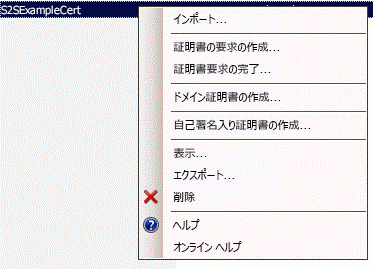 S2SExampleCert
インポート...
証明書の要求の作成...
証明書要求の完了...
ドメイン証明書の作成...
自己署名入り証明書の作成...
表示...
エクスポート...
削除
ヘルプ
オンライン ヘルプ